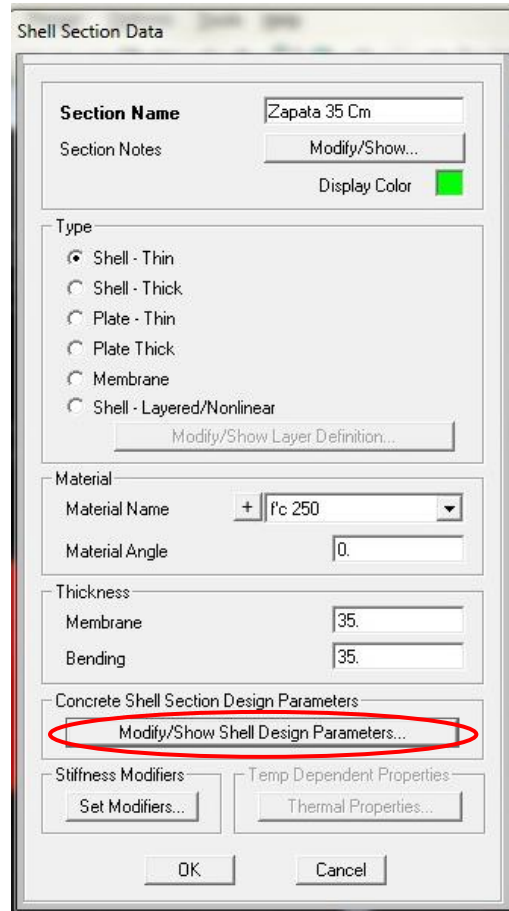 Shell Section Data
Section Name Zapata 35 Cm
Section Notes Modify/Show...
Display Color
Type
Shell - Thin
Shell - Thick
Plate - Thin
Plate Thick
Membrane
Shell - Layered/Nonlinear
Modify/Show Layer Definition...
Material
Material Name + f'c 250
Material Angle 0.
Thickness
Membrane 35.
Bending 35.
Concrete Shell Section Design Parameters
Modify/Show Shell Design Parameters...
Stiffness Modifiers Temp Dependent Properties
Set Modifiers... Thermal Properties...
OK Cancel